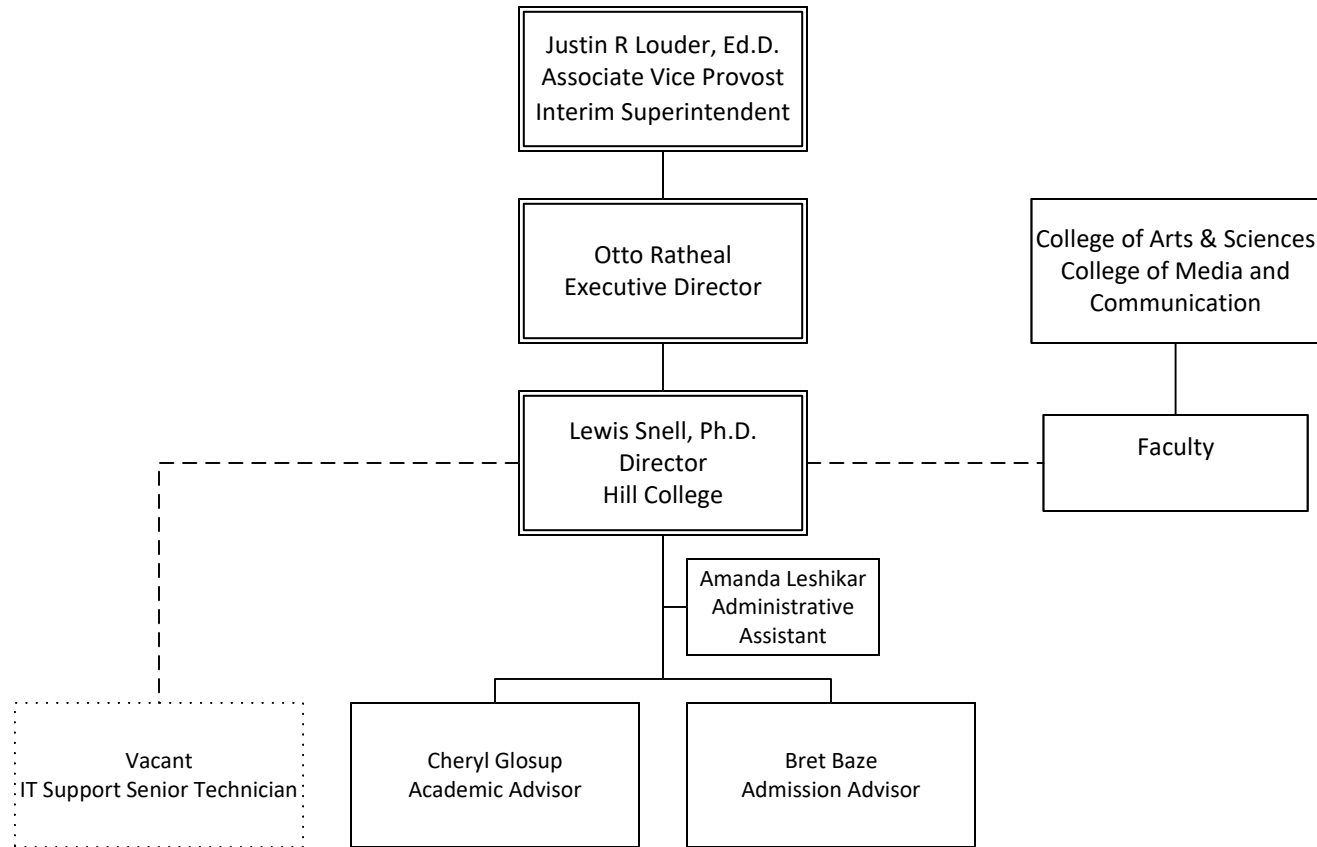 Justin R Louder, Ed.D.
Associate Vice Provost
Interim Superintendent
Otto Ratheal
Executive Director
College of Arts & Sciences
College of Media and
Communication
Lewis Snell, Ph.D.
Director
Hill College
Faculty
Amanda Leshikar
Administrative
Assistant
Vacant
IT Support Senior Technician
Cheryl Glosup
Academic Advisor
Bret Baze
Admission Advisor